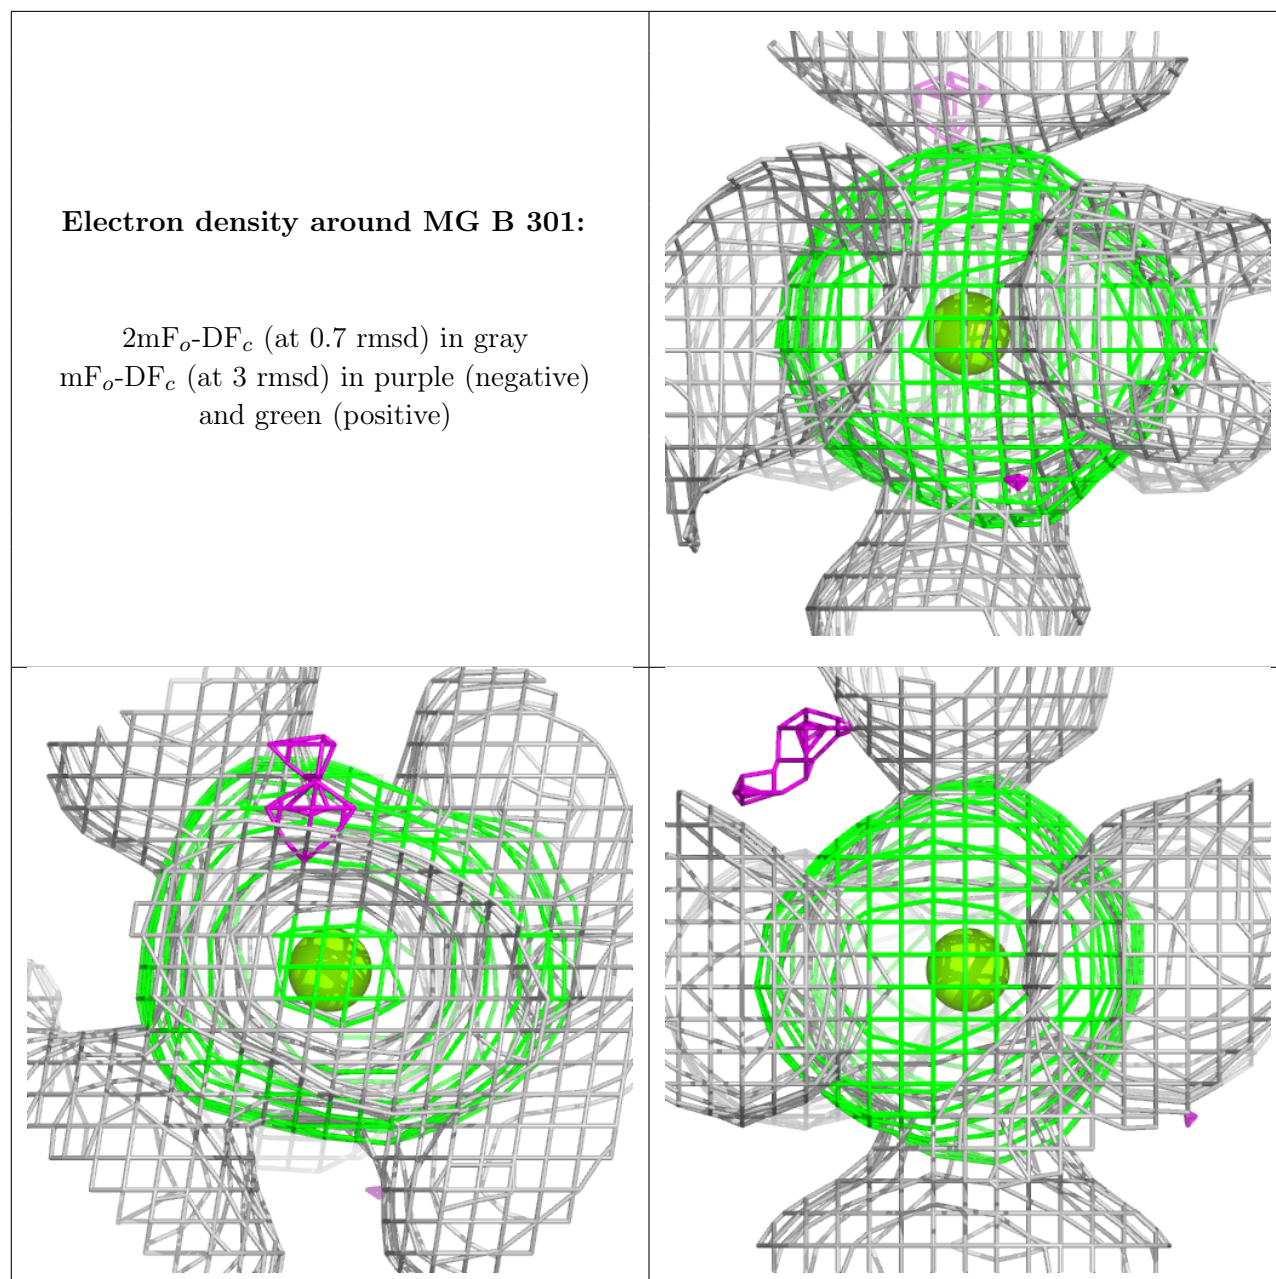 Electron density around MG B 301:
2mFo-DFc (at 0.7 rmsd) in gray
mFo-DFc (at 3 rmsd) in purple (negative)
and green (positive)